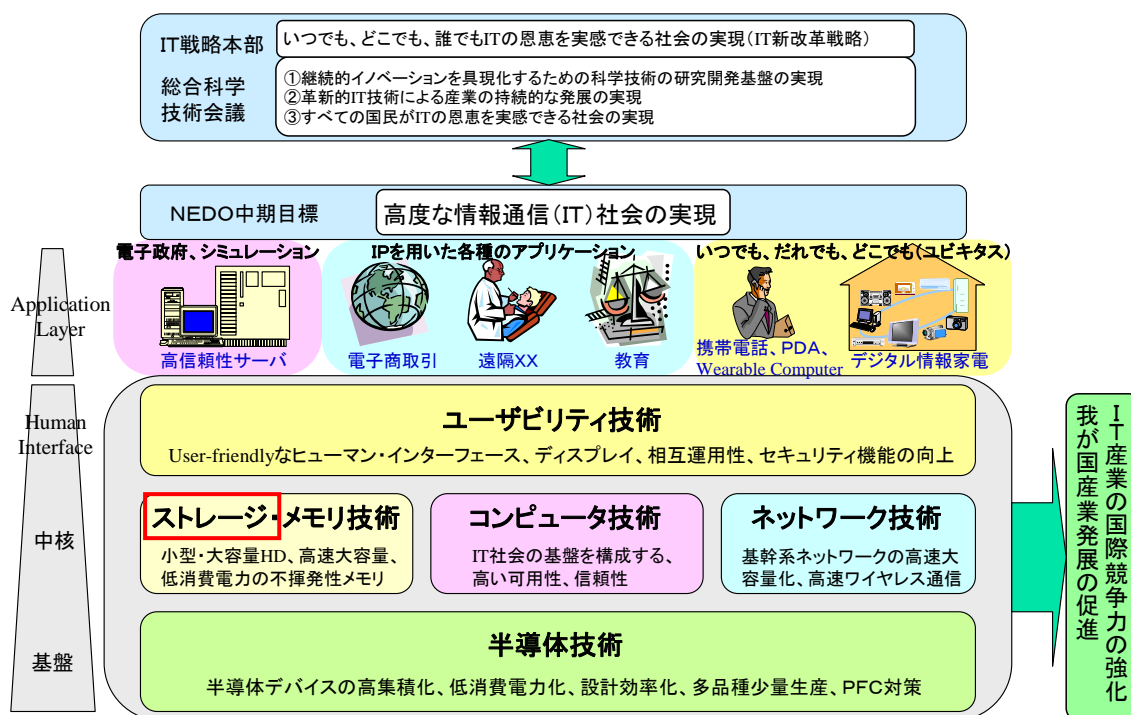 IT戦略本部
いつでも、どこでも、誰でもITの恩恵を実感できる社会の実現(IT新改革戦略)
総合科学
技術会議
①継続的イノベーションを具現化するための科学技術の研究開発基盤の実現
②革新的IT技術による産業の持続的な発展の実現
③すべての国民がITの恩恵を実感できる社会の実現
NEDO中期目標
高度な情報通信(IT)社会の実現
電子政府、シミュレーション
IPを用いた各種のアプリケーション
いつでも、だれでも、どこでも(ユビキタス)
Application
Layer
高信頼性サーバ
電子商取引
遠隔XX
教育
携帯電話、PDA、
Wearable Computer
デジタル情報家電
Human
Interface
ユーザビリティ技術
User-friendlyなヒューマン・インターフェース、ディスプレイ、相互運用性、セキュリティ機能の向上
中核
ストレージ・メモリ技術
小型・大容量HD、高速大容量、
低消費電力の不揮発性メモリ
コンピュータ技術
IT社会の基盤を構成する、
高い可用性、信頼性
ネットワーク技術
基幹系ネットワークの高速大
容量化、高速ワイヤレス通信
基盤
半導体技術
半導体デバイスの高集積化、低消費電力化、設計効率化、多品種少量生産、PFC対策
IT産業の国際競争力の強化
我が国産業発展の促進